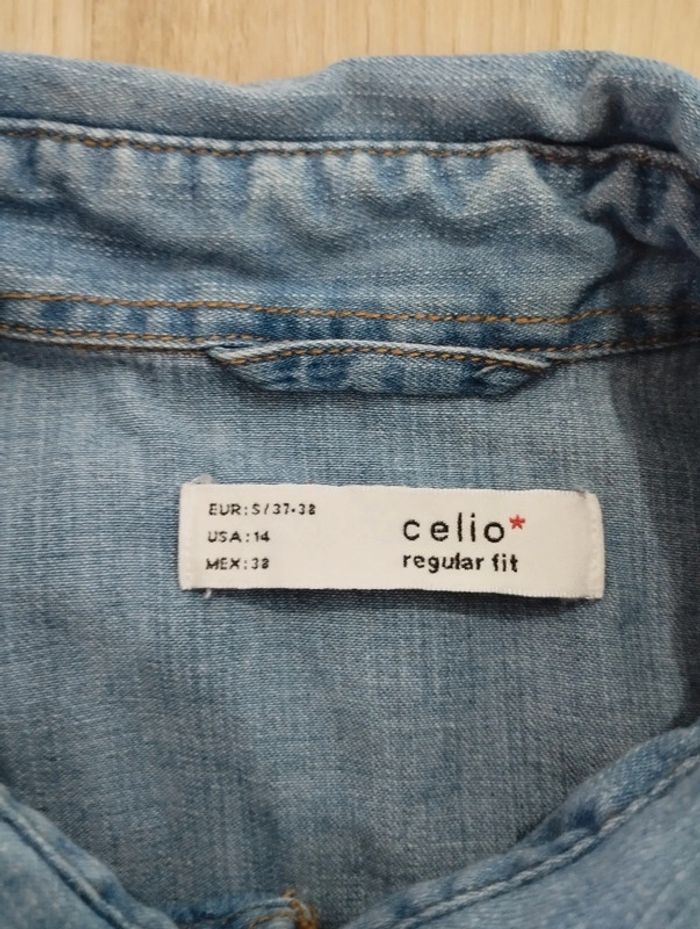 EUR: S/37-38
USA: 14
MEX: 38
celio*
regular fit